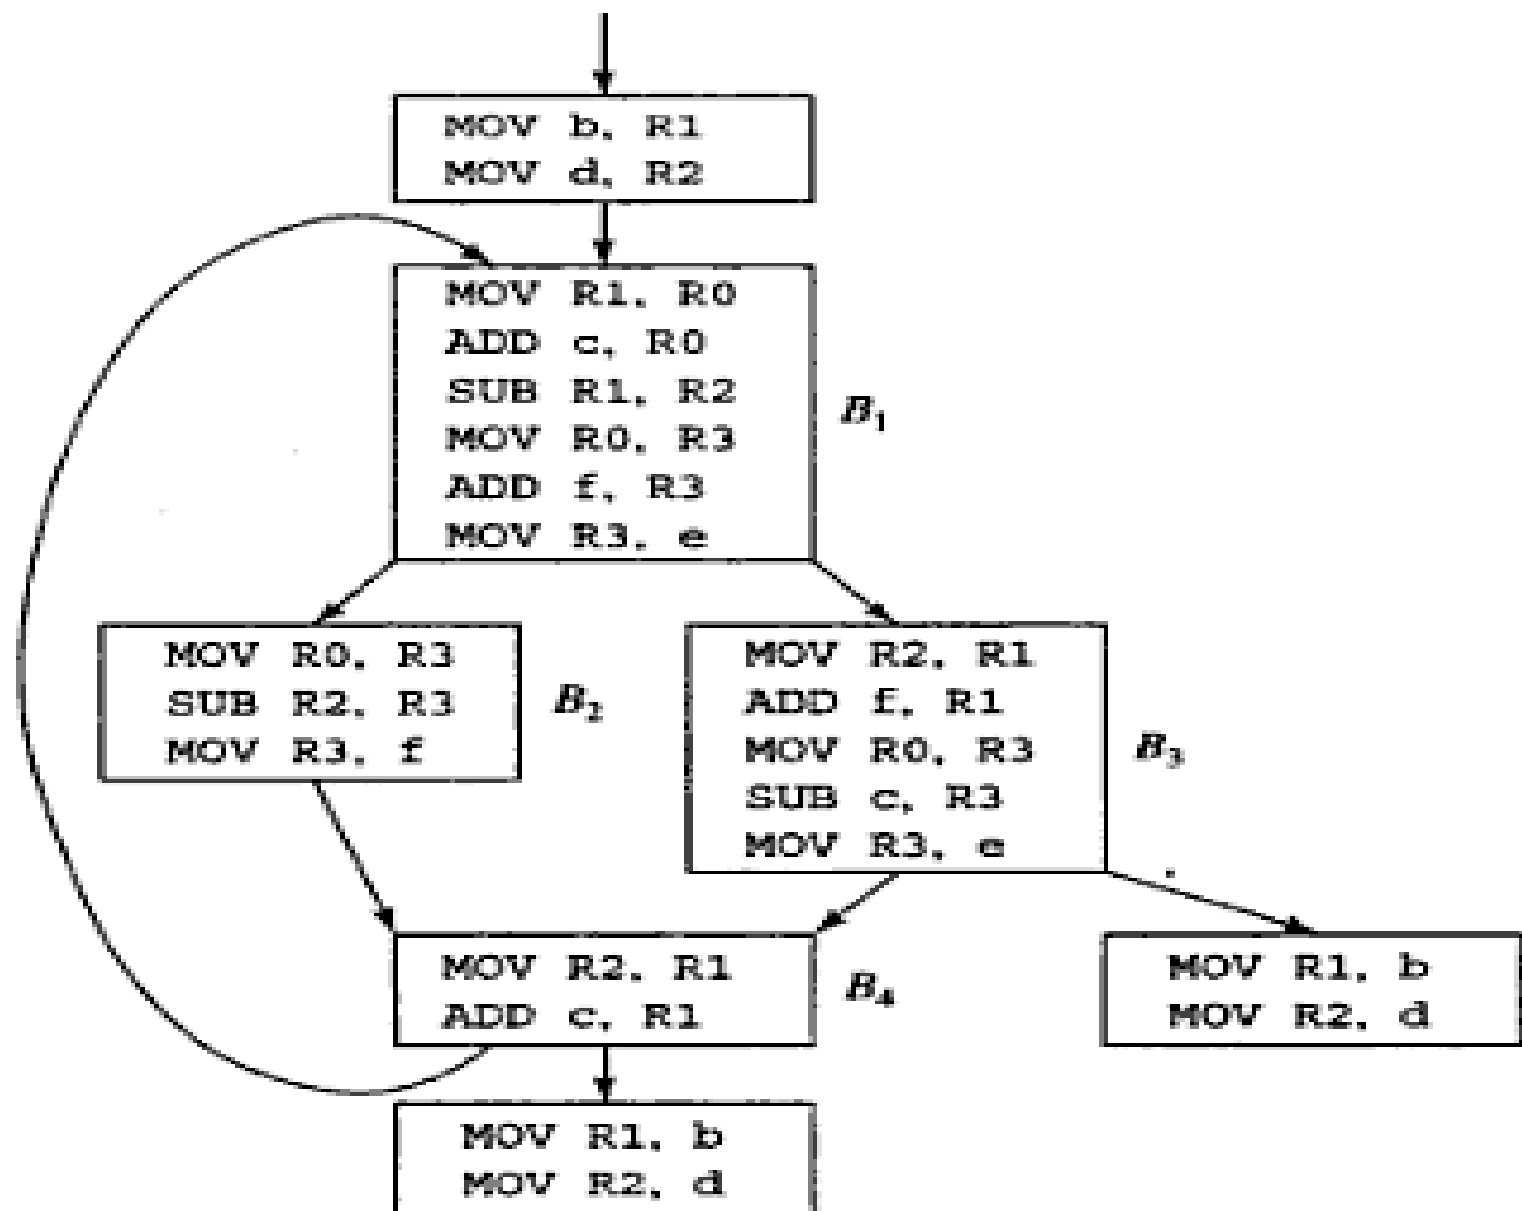 MOV b, R1
MOV d, R2
MOV R1, R0
ADD c, R0
SUB R1, R2
MOV R0, R3
ADD f, R3
MOV R3, e
B1
MOV R0, R3
SUB R2, R3
MOV R3, f
B2
MOV R2, R1
ADD f, R1
MOV R0, R3
SUB c, R3
MOV R3, e
B3
MOV R2, R1
ADD c, R1
B4
MOV R1, b
MOV R2, d
MOV R1, b
MOV R2, d